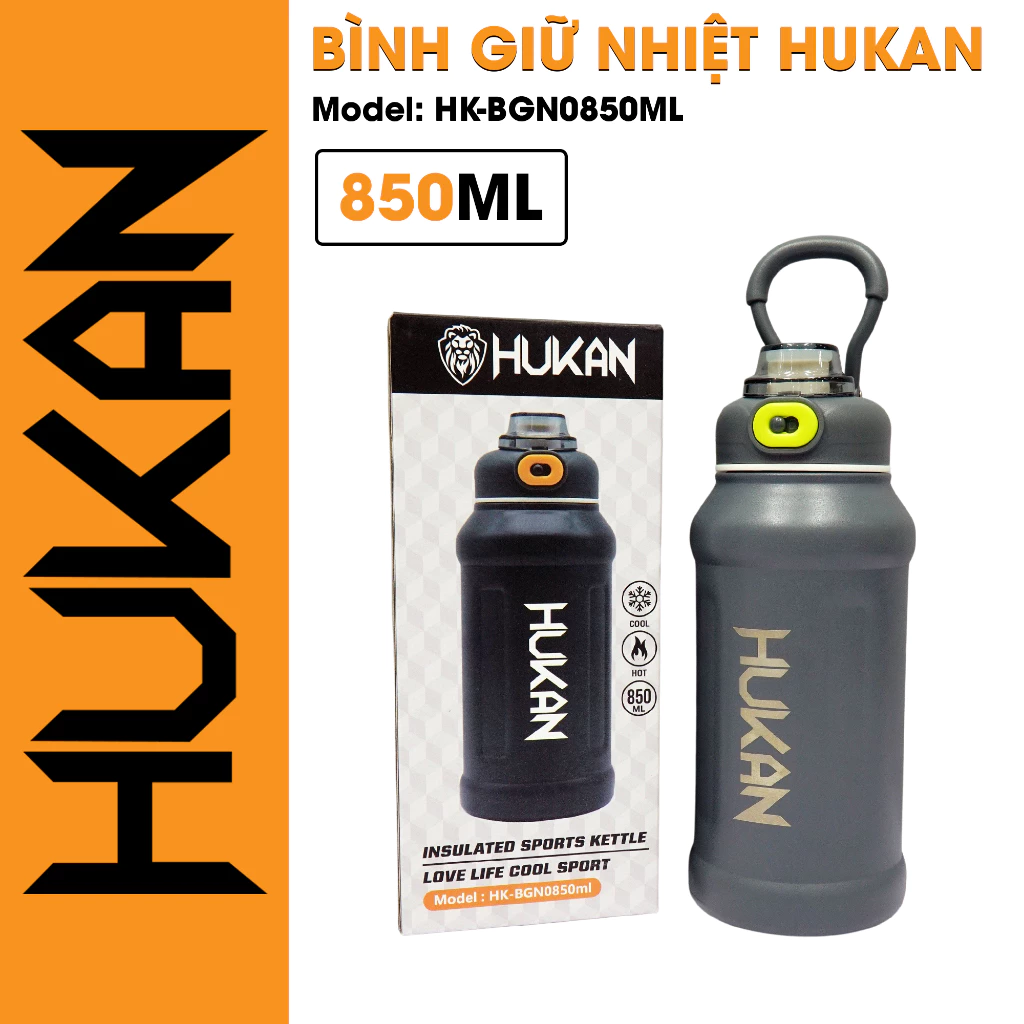 HUKAN
BÌNH GIỮ NHIỆT HUKAN
Model: HK-BGN0850ML
850ML
HUKAN
HUKAN
COOL
HOT
850
ML
INSULATED SPORTS KETTLE
LOVE LIFE COOL SPORT
Model : HK-BGN0850ml
HUKAN